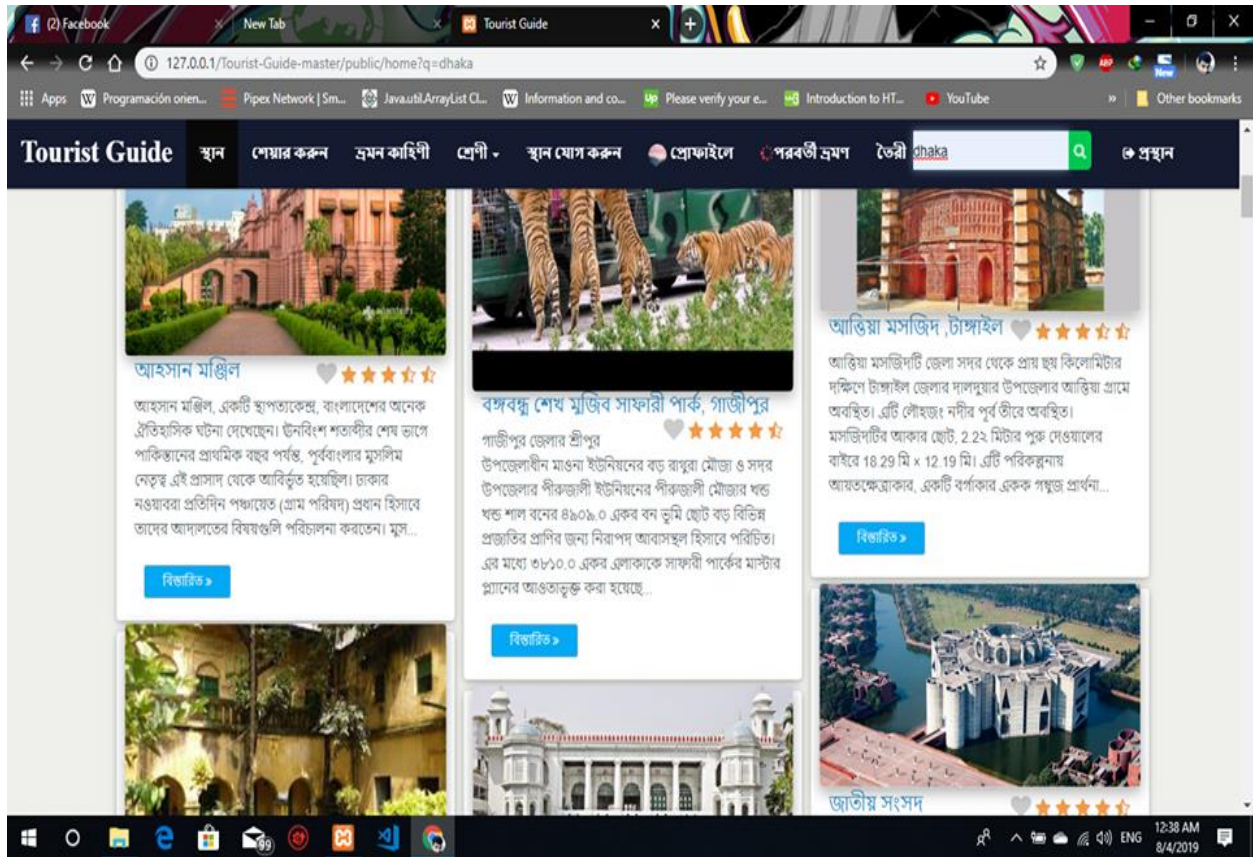 (2) Facebook
New Tab
Tourist Guide
127.0.0.1/Tourist-Guide-master/public/home?q=dhaka
Apps
Programación orien...
Pipex Network | Sm...
Java.util.ArrayList Cl...
Information and co...
Please verify your e...
Introduction to HT...
YouTube
»
Other bookmarks
ABP
New
Tourist Guide
স্থান
শেয়ার করুন
ভ্রমন কাহিণী
শ্রেণী
স্থান যোগ করুন
প্রোফাইলে
পরবর্তী ভ্রমণ
তৈরী
dhaka
প্রস্থান
আহসান মঞ্জিল
আহসান মঞ্জিল, একটি স্থাপত্যকেন্দ্র, বাংলাদেশের অনেক
ঐতিহাসিক ঘটনা দেখেছেন। ঊনবিংশ শতাব্দীর শেষ ভাগে
পাকিস্তানের প্রাথমিক বছর পর্যন্ত, পূর্ববাংলার মুসলিম
নেতৃত্ব এই প্রাসাদ থেকে আবির্ভূত হয়েছিল। ঢাকার
নওয়াবরা প্রতিদিন পঞ্চায়েত (গ্রাম পরিষদ) প্রধান হিসাবে
তাদের আদালতের বিষয়গুলি পরিচালনা করতেন। মুস...
বিস্তারিত »
বঙ্গবন্ধু শেখ মুজিব সাফারী পার্ক, গাজীপুর
গাজীপুর জেলার শ্রীপুর
উপজেলাধীন মাওনা ইউনিয়নের বড় রাথুরা মৌজা ও সদর
উপজেলার পীরুজালী ইউনিয়নের পীরুজালী মৌজার খন্ড
খন্ড শাল বনের ৪৯০৯.০ একর বন ভূমি ছোট বড় বিভিন্ন
প্রজাতির প্রাণির জন্য নিরাপদ আবাসস্থল হিসাবে পরিচিত।
এর মধ্যে ৩৮১০.০ একর এলাকাকে সাফারী পার্কের মাস্টার
প্ল্যানের আওতাভূক্ত করা হয়েছে...
বিস্তারিত »
আতিয়া মসজিদ ,টাঙ্গাইল
আতিয়া মসজিদটি জেলা সদর থেকে প্রায় ছয় কিলোমিটার
দক্ষিণে টাঙ্গাইল জেলার দালদুয়ার উপজেলার আতিয়া গ্রামে
অবস্থিত। এটি লৌহজং নদীর পূর্ব তীরে অবস্থিত।
মসজিদটির আকার ছোট, 2.2২ মিটার পুরু দেওয়ালের
বাইরে 18.29 মি × 12.19 মি। এটি পরিকল্পনায়
আয়তক্ষেত্রাকার, একটি বর্গাকার একক গম্বুজ প্রার্থনা...
বিস্তারিত »
জাতীয় সংসদ
99
ENG
12:38 AM
8/4/2019